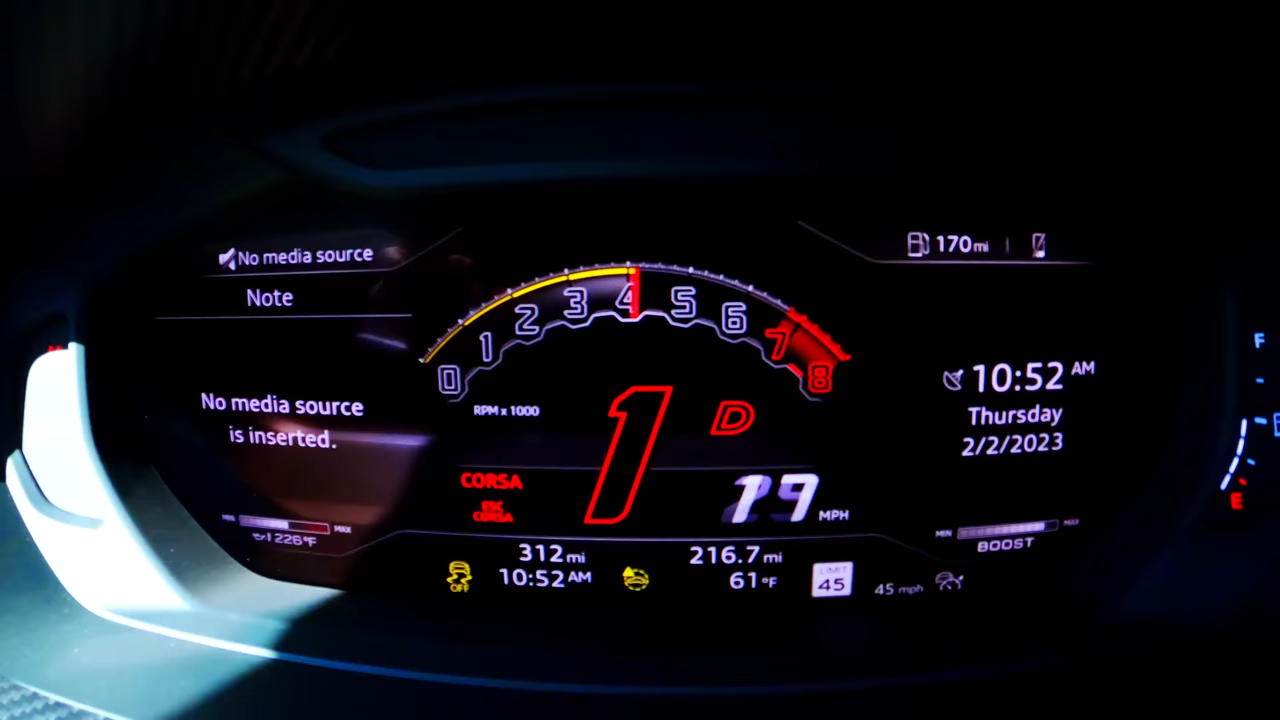 No media source
Note
No media source
is inserted.
MIN MAX
226°F
0 1 2 3 4 5 6 7 8
RPM x 1000
1 D
CORSA
ESC
CORSA
MPH
170 mi
10:52 AM
Thursday
2/2/2023
MIN MAX
BOOST
312 mi
216.7 mi
OFF
10:52 AM
61 °F
LIMIT
45
45 mph
F
E